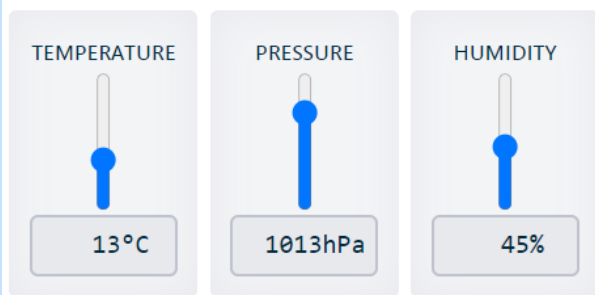 TEMPERATURE
PRESSURE
HUMIDITY
13°C
1013hPa
45%